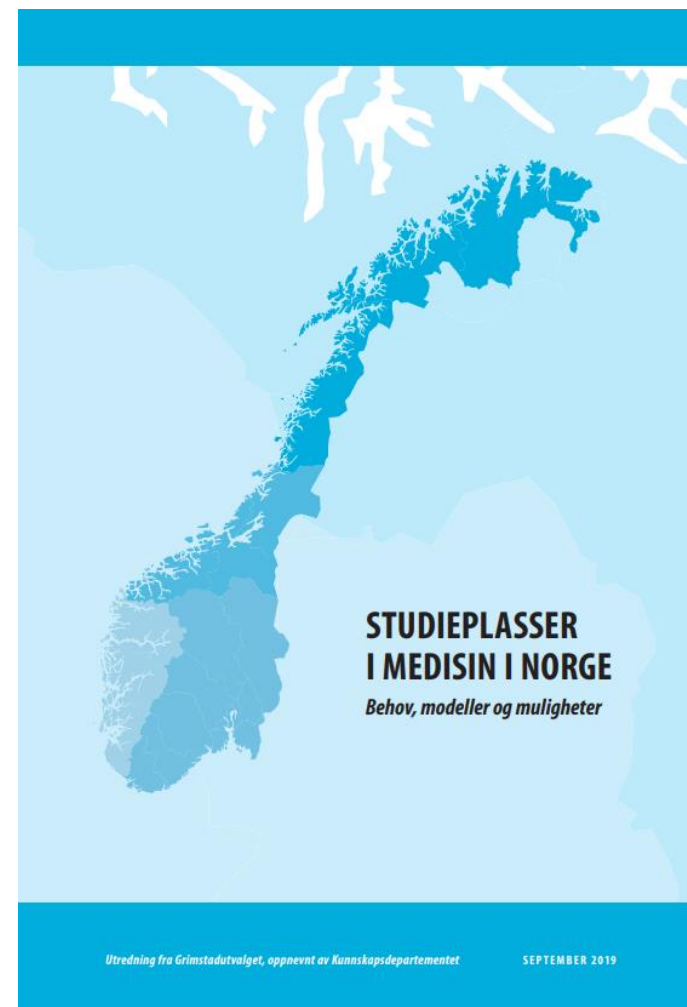 STUDIEPLASSER
I MEDISIN I NORGE
Behov, modeller og muligheter
Utredning fra Grimstadutvalget, oppnevnt av Kunnskapsdepartementet
SEPTEMBER 2019